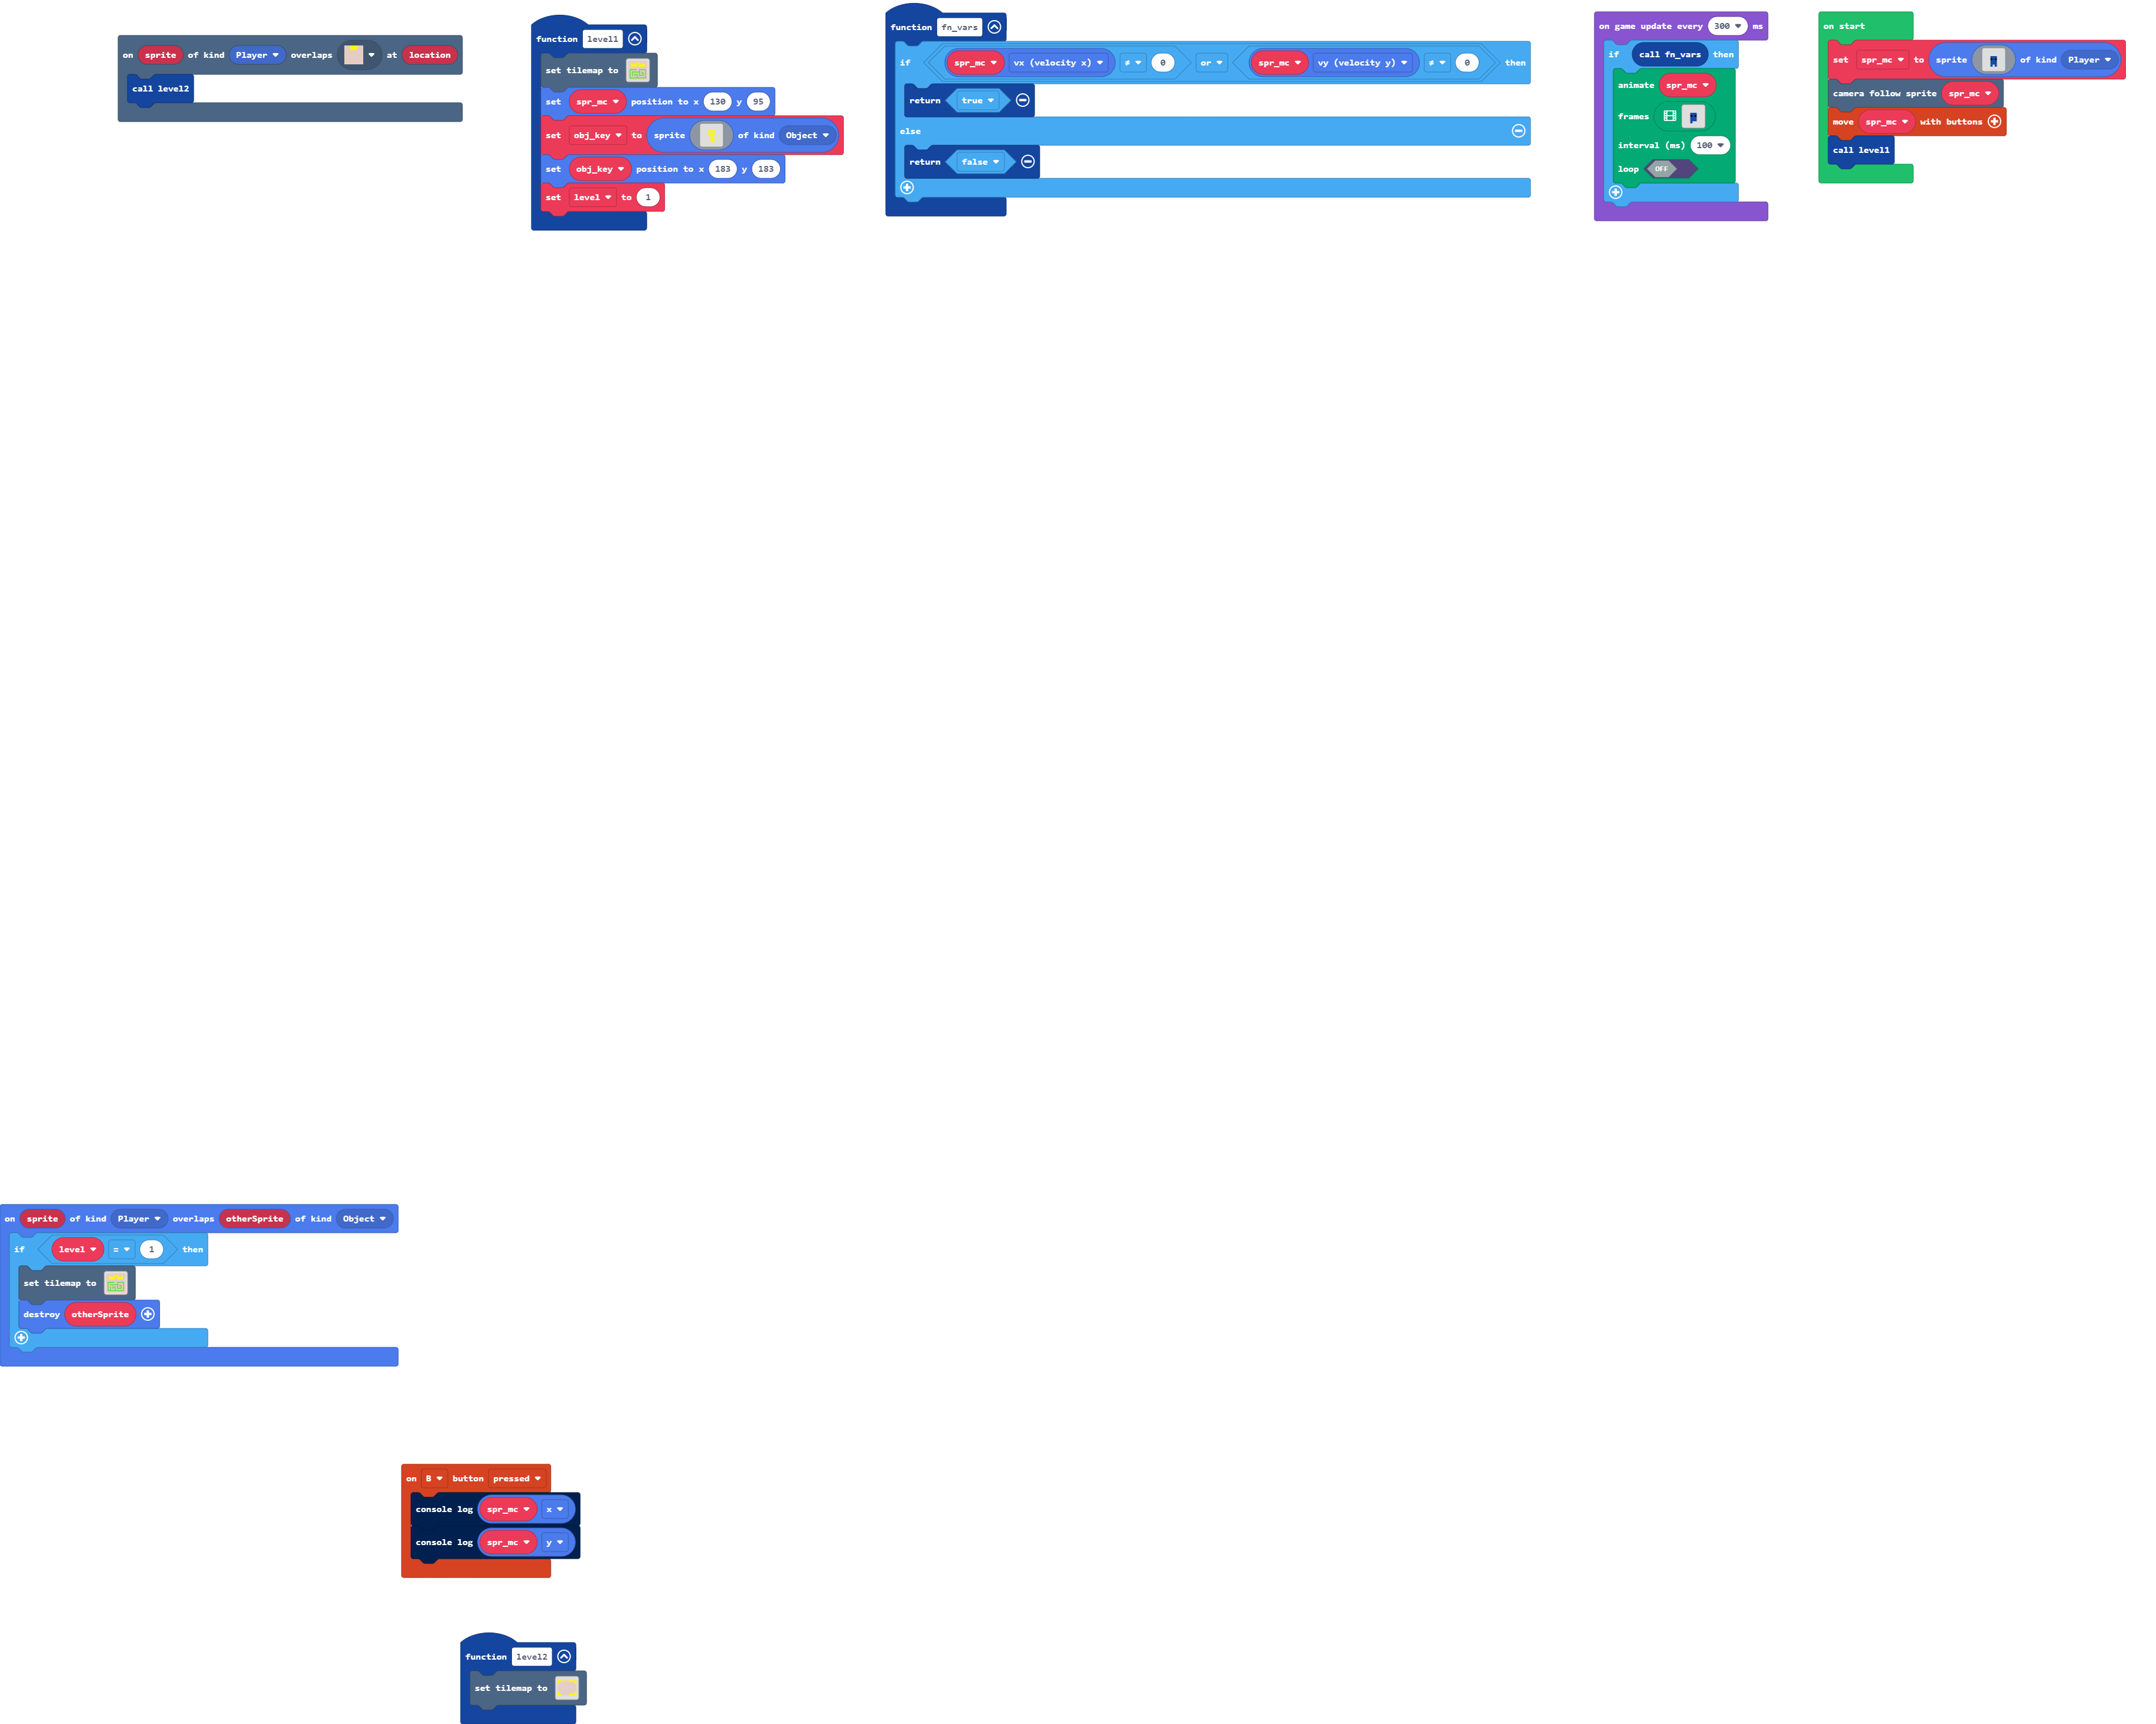 on sprite of kind Player overlaps at location
call level2
function level1
set tilemap to
set spr_mc position to x 130 y 95
set obj_key to sprite of kind Object
set obj_key position to x 183 y 183
set level to 1
function fn_vars
if spr_mc vx (velocity x) ≠ 0 or spr_mc vy (velocity y) ≠ 0 then
return true
else
return false
on game update every 300 ms
if call fn_vars then
animate spr_mc
frames
interval (ms) 100
loop OFF
on start
set spr_mc to sprite of kind Player
camera follow sprite spr_mc
move spr_mc with buttons
call level1
on sprite of kind Player overlaps otherSprite of kind Object
if level = 1 then
set tilemap to
destroy otherSprite
on B button pressed
console log spr_mc x
console log spr_mc y
function level2
set tilemap to